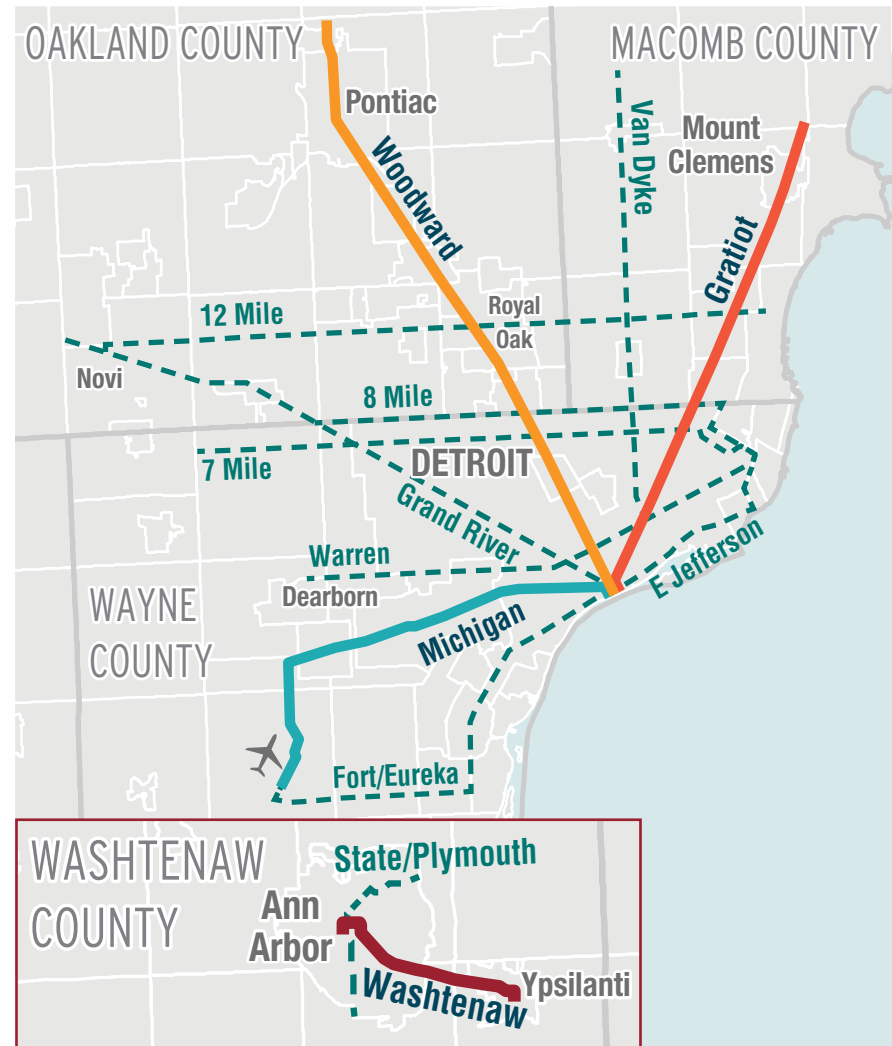 OAKLAND COUNTY
MACOMB COUNTY
Pontiac
Van Dyke
Mount
Clemens
Woodward
Gratiot
12 Mile
Royal
Oak
Novi
8 Mile
7 Mile
DETROIT
Grand River
Warren
E Jefferson
Dearborn
WAYNE
COUNTY
Michigan
Fort/Eureka
WASHTENAW
COUNTY
State/Plymouth
Ann
Arbor
Ypsilanti
Washtenaw